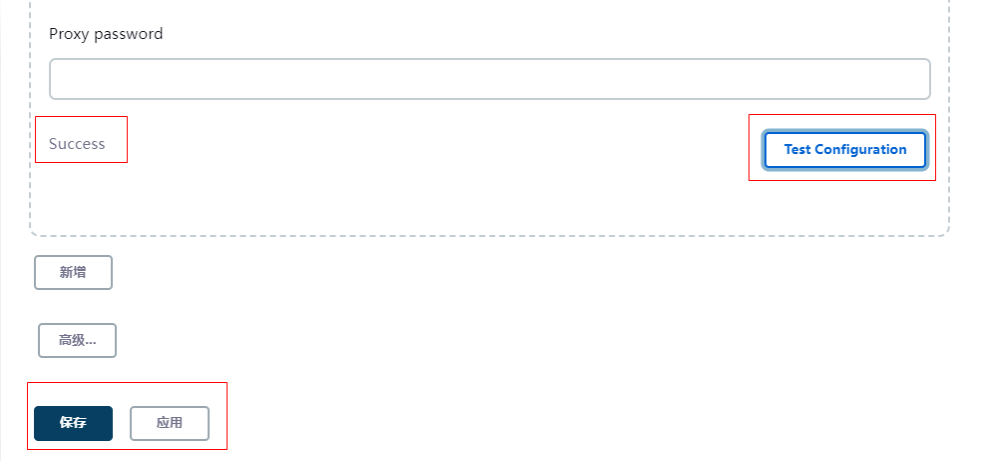 Proxy password
Success
Test Configuration
新增
高级...
保存
应用